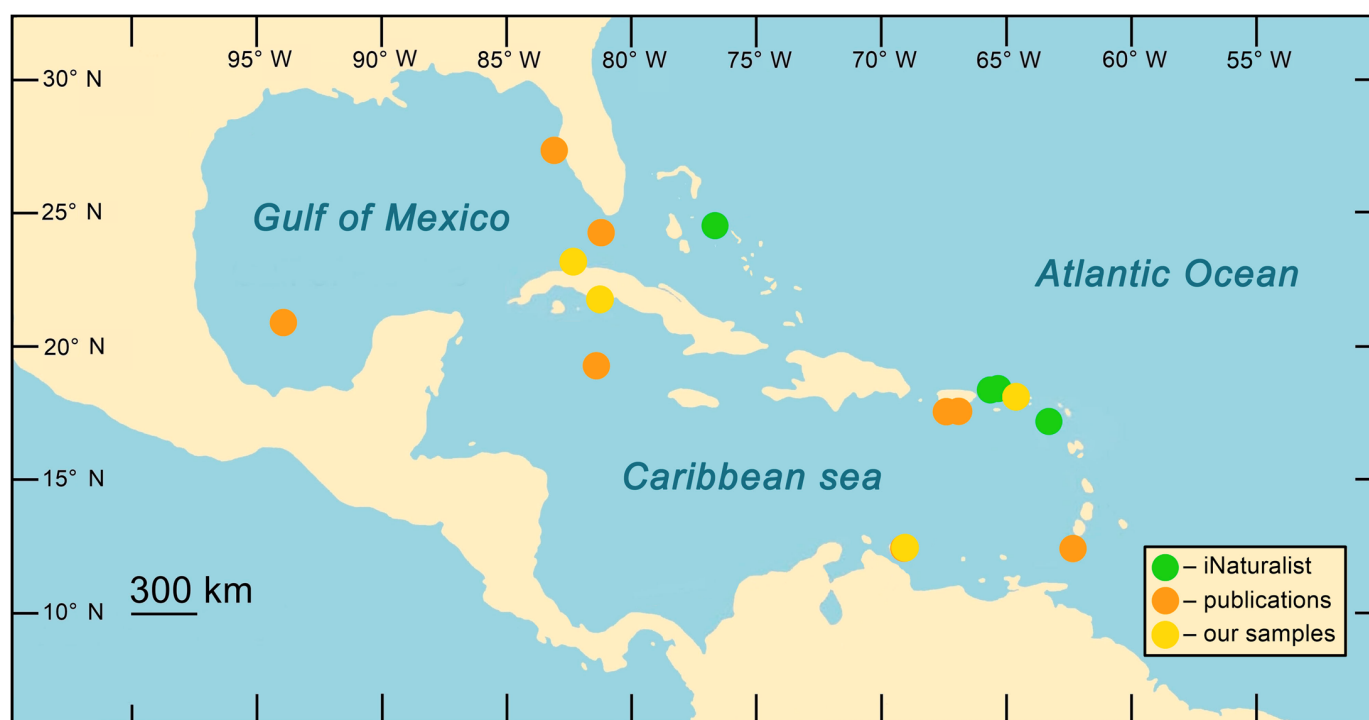 95° W 90° W 85° W 80° W 75° W 70° W 65° W 60° W 55° W
30° N
25° N
Gulf of Mexico
Atlantic Ocean
20° N
15° N
Caribbean sea
– iNaturalist
300 km
– publications
10° N
– our samples